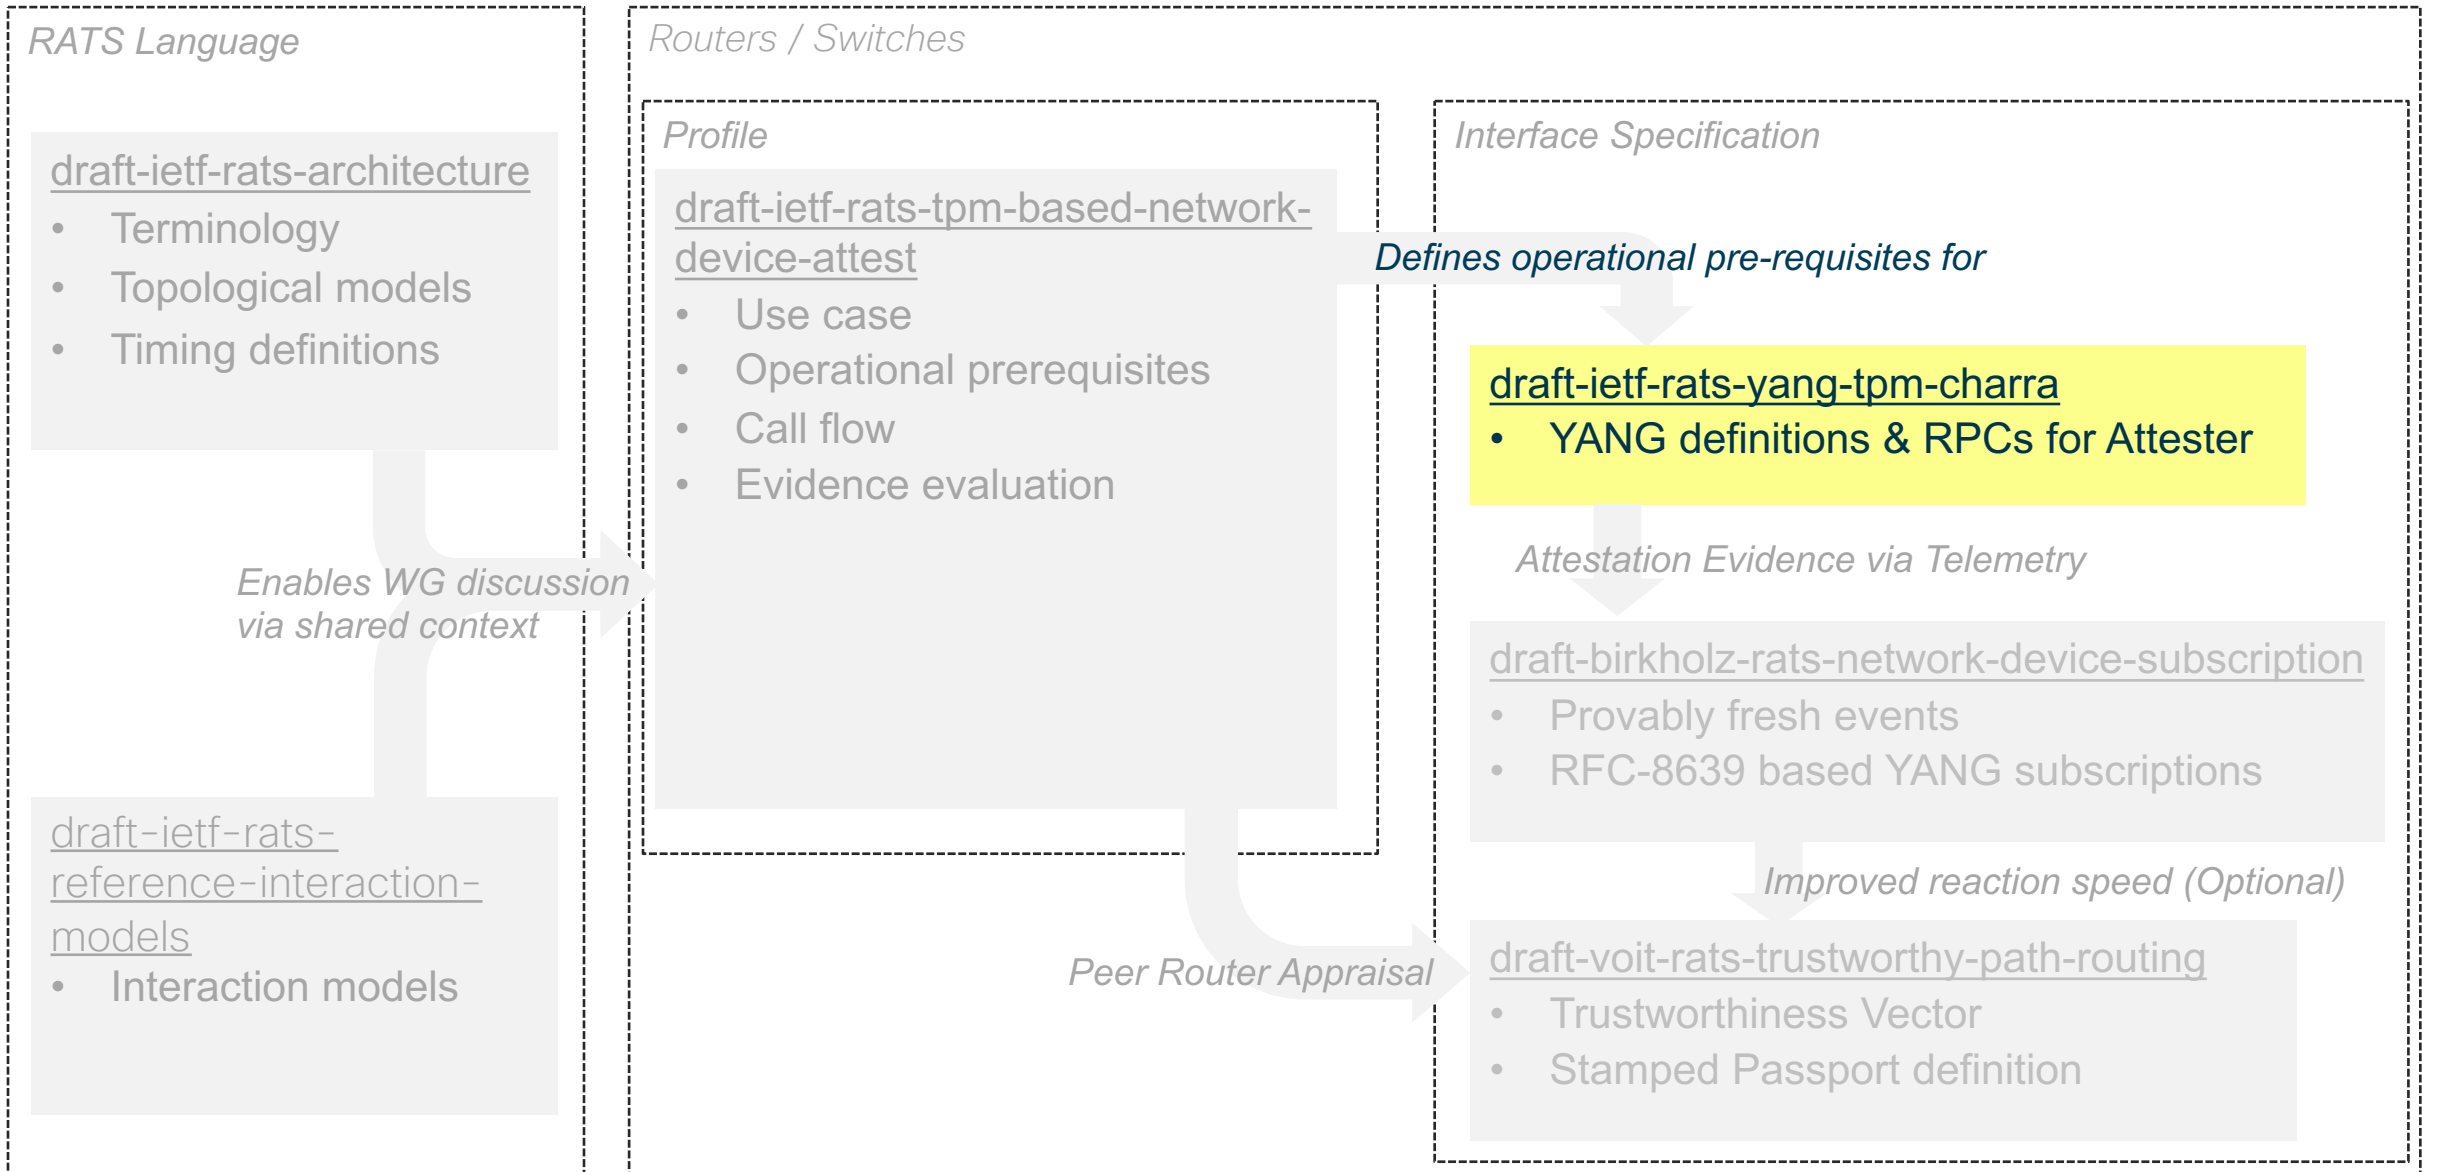 RATS Language
draft-ietf-rats-architecture
• Terminology
• Topological models
• Timing definitions
Enables WG discussion
via shared context
draft-ietf-rats-
reference-interaction-
models
• Interaction models
Routers / Switches
Profile
draft-ietf-rats-tpm-based-network-
device-attest
• Use case
• Operational prerequisites
• Call flow
• Evidence evaluation
Peer Router Appraisal
Interface Specification
Defines operational pre-requisites for
draft-ietf-rats-yang-tpm-charra
• YANG definitions & RPCs for Attester
Attestation Evidence via Telemetry
draft-birkholz-rats-network-device-subscription
• Provably fresh events
• RFC-8639 based YANG subscriptions
Improved reaction speed (Optional)
draft-voit-rats-trustworthy-path-routing
• Trustworthiness Vector
• Stamped Passport definition